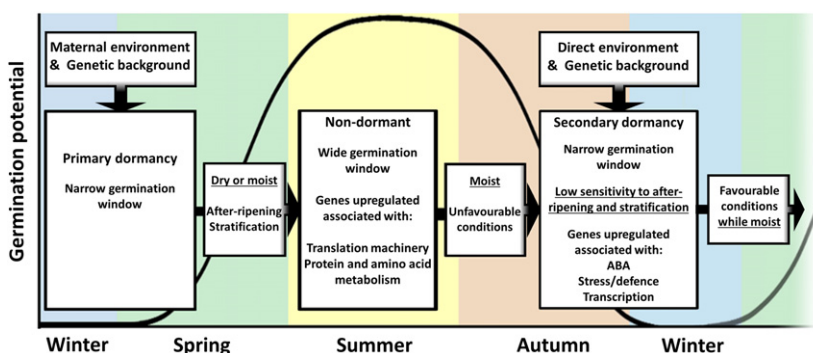 Germination potential
Maternal environment
& Genetic background
Primary dormancy
Narrow germination
window
Dry or moist
After-ripening
Stratification
Non-dormant
Wide germination
window
Genes upregulated
associated with:
Translation machinery
Protein and amino acid
metabolism
Moist
Unfavourable
conditions
Direct environment
& Genetic background
Secondary dormancy
Narrow germination
window
Low sensitivity to after-
ripening and stratification
Genes upregulated
associated with:
ABA
Stress/defence
Transcription
Favourable
conditions
while moist
Winter Spring Summer Autumn Winter